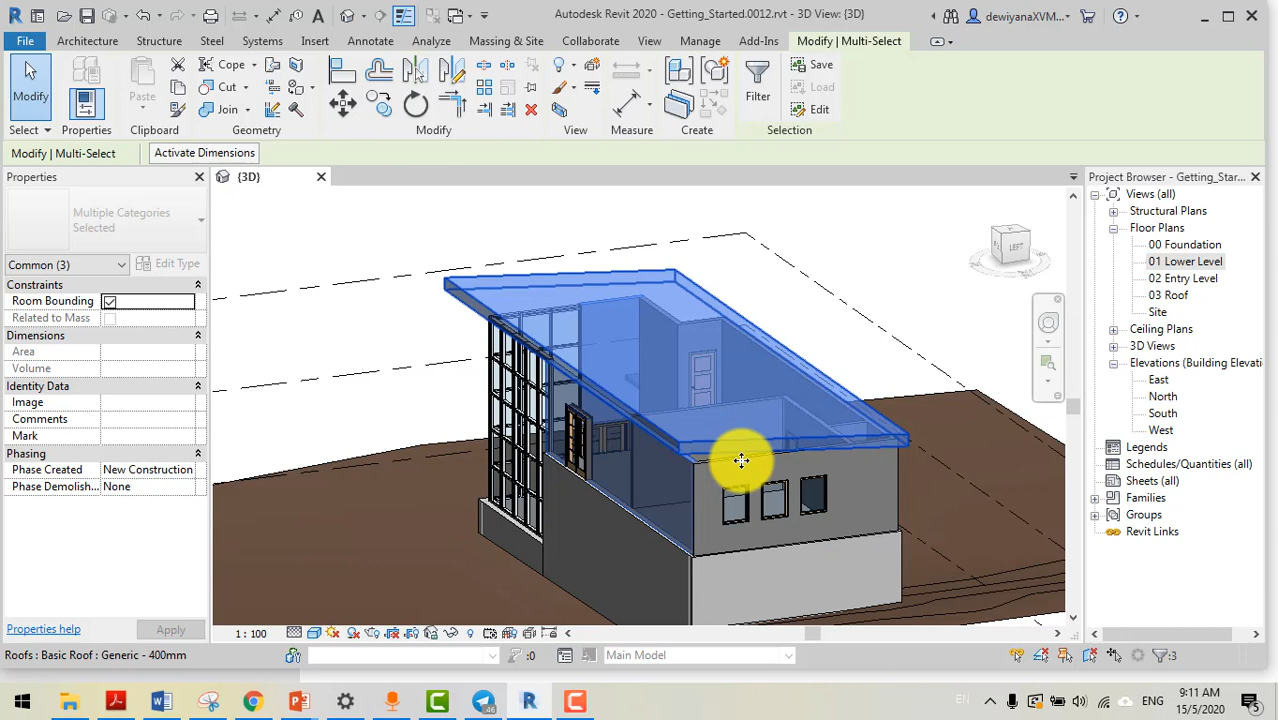 Autodesk Revit 2020 - Getting_Started.0012.rvt - 3D View: {3D}
dewiyanaXVM...
File Architecture Structure Steel Systems Insert Annotate Analyze Massing & Site Collaborate View Manage Add-Ins Modify | Multi-Select
Modify
Paste
Cope
Cut
Join
Filter
Save
Load
Edit
Select Properties Clipboard Geometry Modify View Measure Create Selection
Modify | Multi-Select Activate Dimensions
Properties
Multiple Categories
Selected
Common (3) Edit Type
Constraints
Room Bounding
Related to Mass
Dimensions
Area
Volume
Identity Data
Image
Comments
Mark
Phasing
Phase Created New Construction
Phase Demolish... None
Properties help Apply
{3D}
LEFT
Project Browser - Getting_Star...
Views (all)
Structural Plans
Floor Plans
00 Foundation
01 Lower Level
02 Entry Level
03 Roof
Site
Ceiling Plans
3D Views
Elevations (Building Elevati
East
North
South
West
Legends
Schedules/Quantities (all)
Sheets (all)
Families
Groups
Revit Links
1 : 100
Roofs : Basic Roof : Generic - 400mm
:0
Main Model
:3
46
EN
ENG
9:11 AM
15/5/2020
5